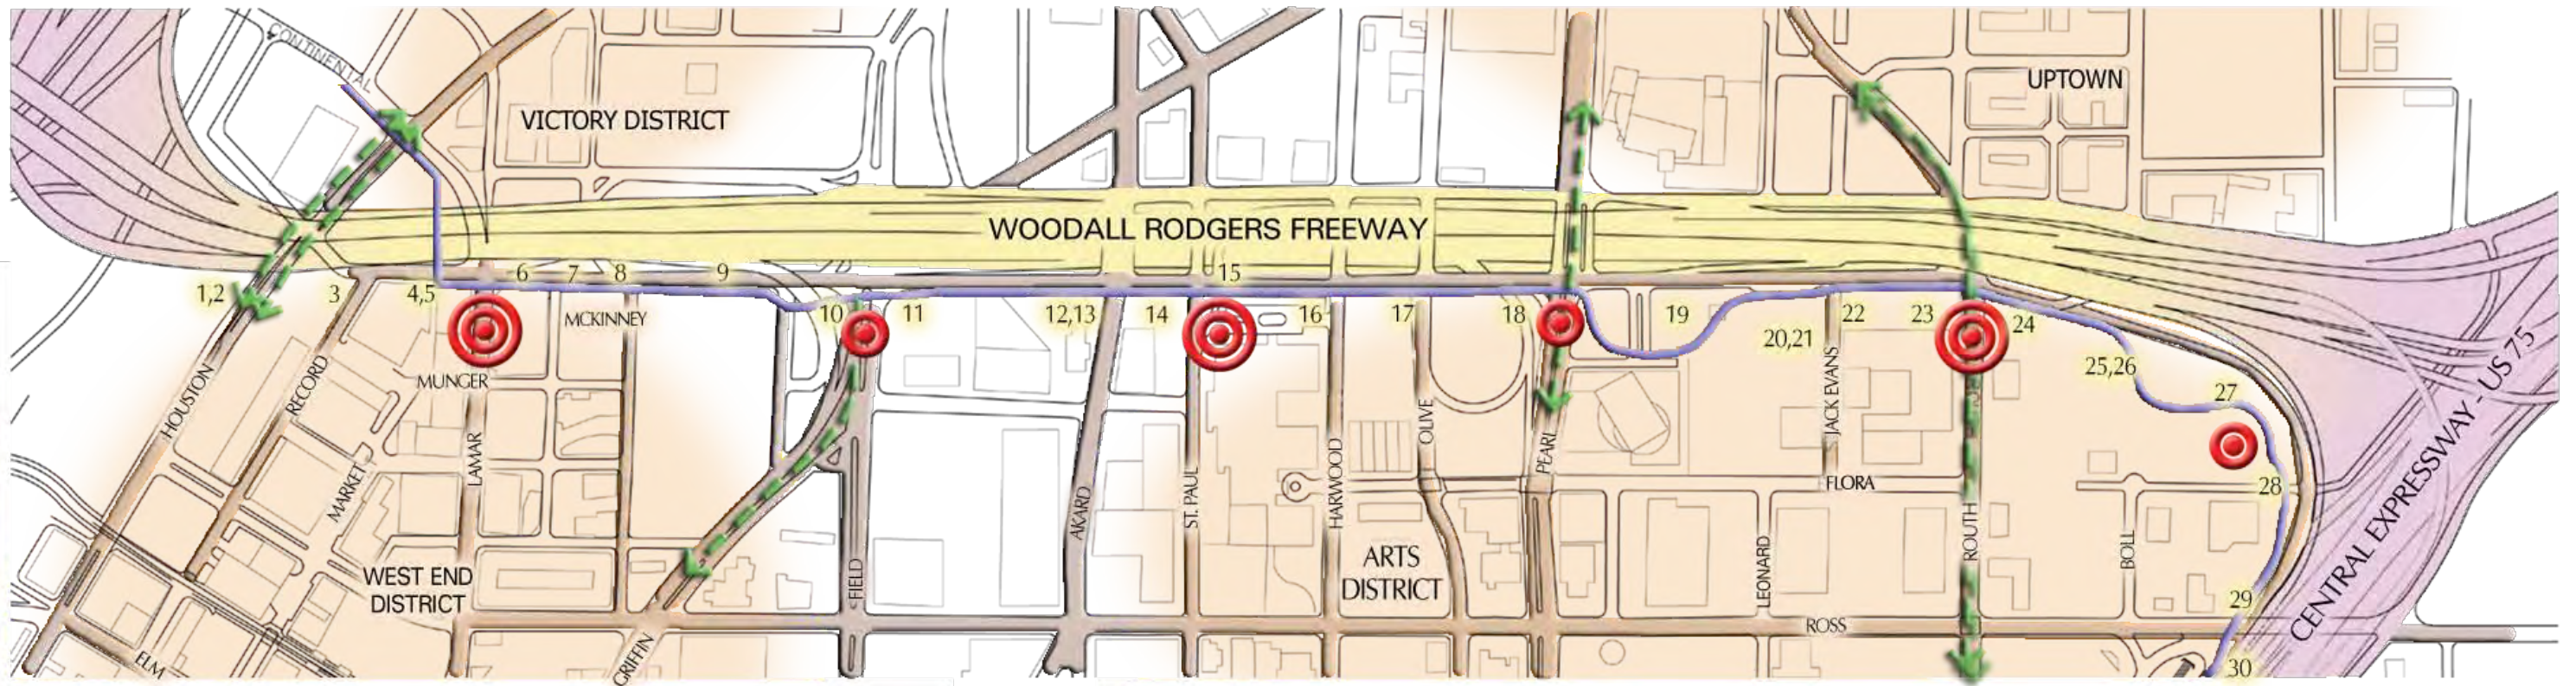 CONTINENTAL
VICTORY DISTRICT
UPTOWN
WOODALL RODGERS FREEWAY
1,2
3
4,5
6
7
8
9
10
11
12,13
14
15
16
17
18
19
20,21
22
23
24
25,26
27
28
29
30
MCKINNEY
MUNGER
HOUSTON
RECORD
MARKET
LAMAR
WEST END
DISTRICT
ELM
GRIFFIN
FIELD
AKARD
ST. PAUL
HARWOOD
OLIVE
ARTS
DISTRICT
PEARL
JACK EVANS
FLORA
LEONARD
ROUTH
BOLL
ROSS
CENTRAL EXPRESSWAY - US 75